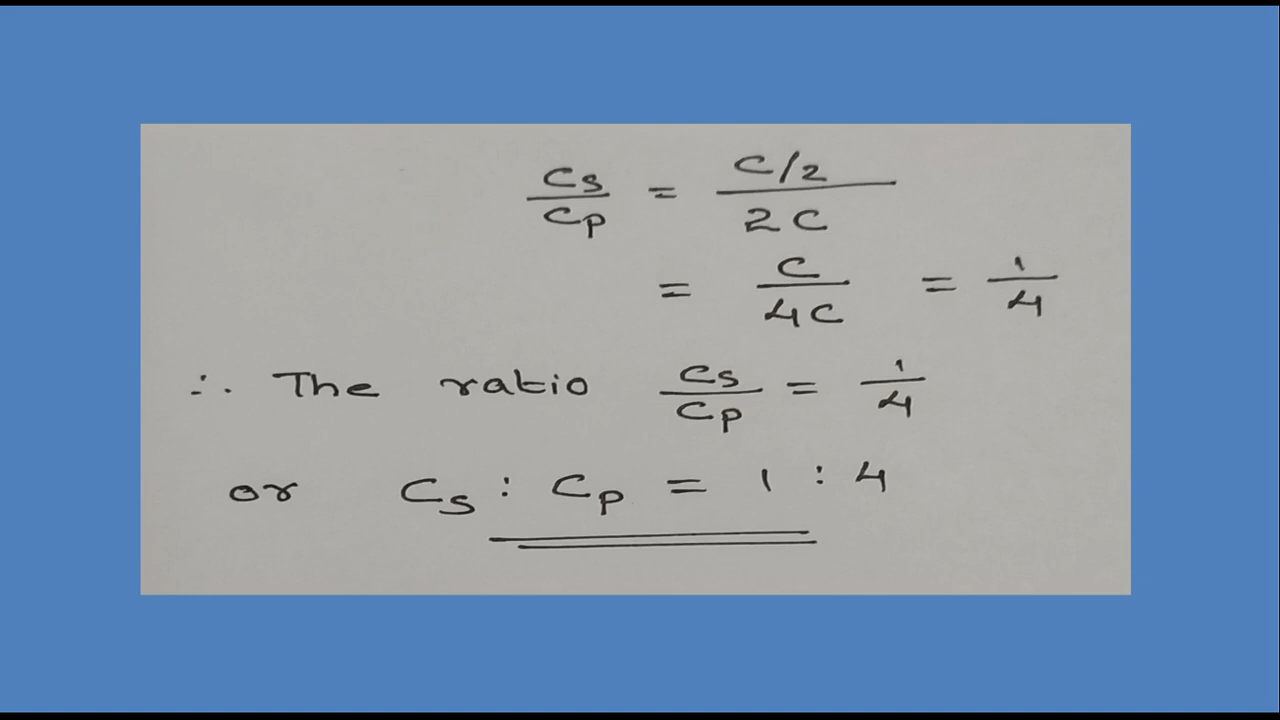 Cs/Cp = C/2 / 2C
= C/4C = 1/4
∴ The ratio Cs/Cp = 1/4
or Cs : Cp = 1 : 4